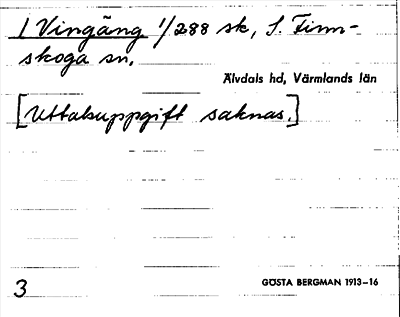 1 Vingäng 1/288 sk, S. Finn-
skoga sn.
Älvdals hd, Värmlands län
[Uttalsuppgift saknas.]
3
GÖSTA BERGMAN 1913–16